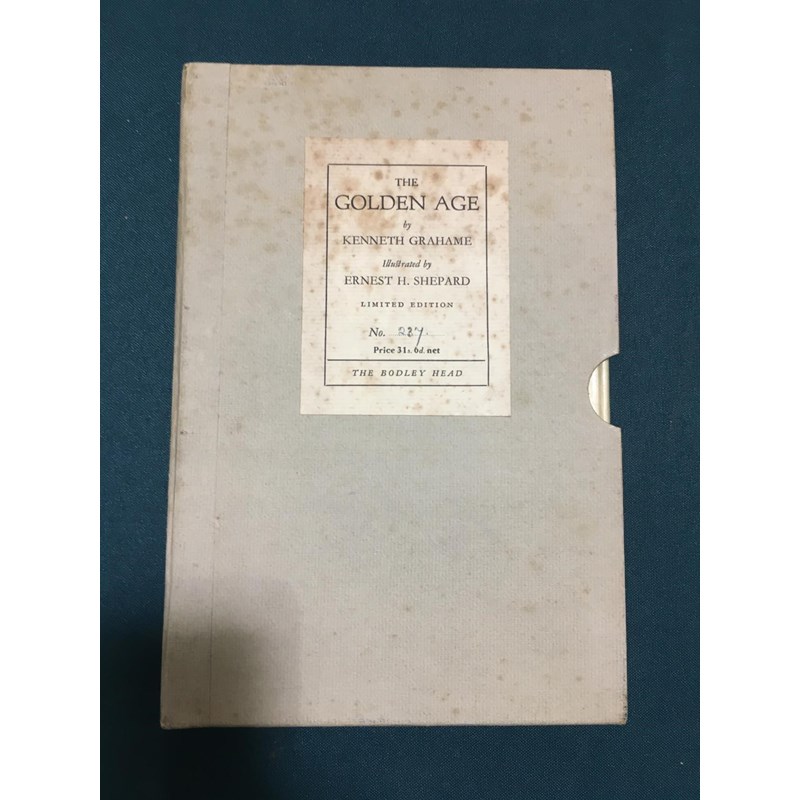 THE
GOLDEN AGE
by
KENNETH GRAHAME
Illustrated by
ERNEST H. SHEPARD
LIMITED EDITION
No. 237.
Price 31s. 6d. net
THE BODLEY HEAD